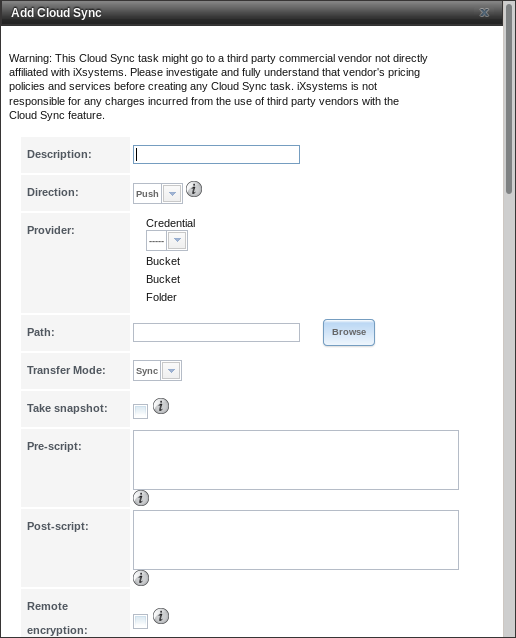 Add Cloud Sync
Warning: This Cloud Sync task might go to a third party commercial vendor not directly
affiliated with iXsystems. Please investigate and fully understand that vendor's pricing
policies and services before creating any Cloud Sync task. iXsystems is not
responsible for any charges incurred from the use of third party vendors with the
Cloud Sync feature.
Description:
Direction:
Push
Provider:
Credential
-----
Bucket
Bucket
Folder
Path:
Browse
Transfer Mode:
Sync
Take snapshot:
Pre-script:
Post-script:
Remote
encryption: